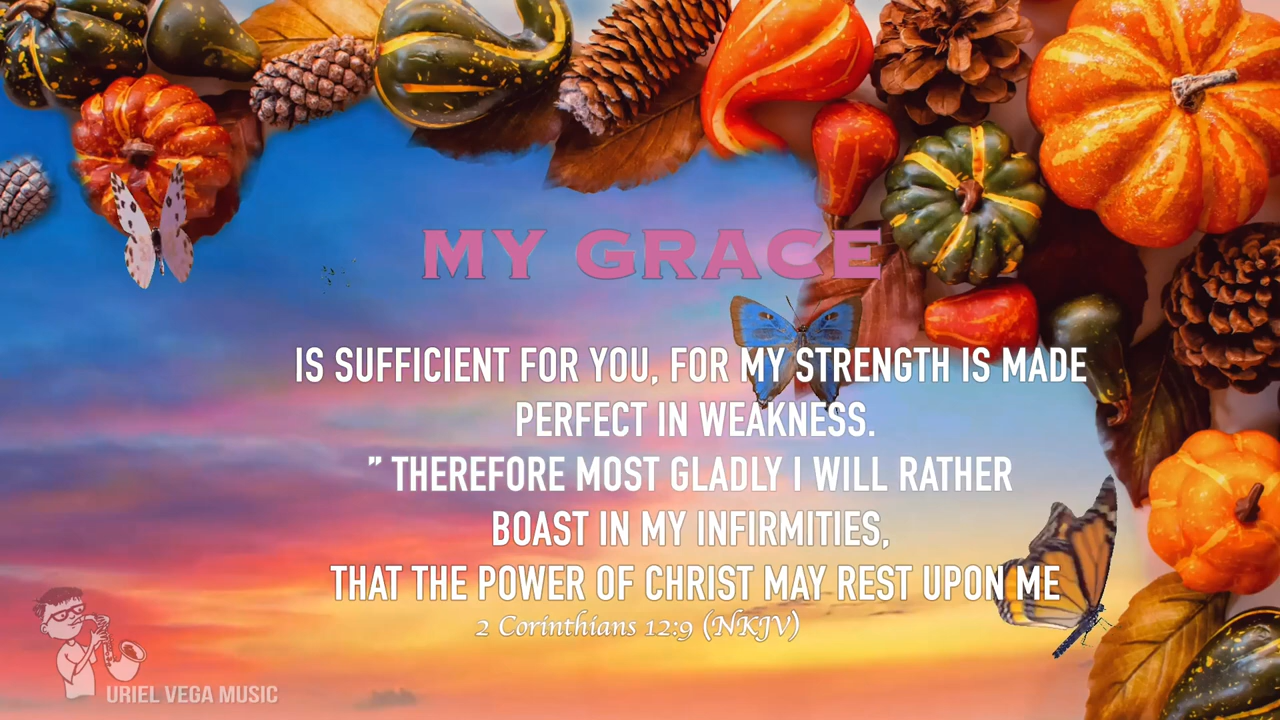 MY GRACE
IS SUFFICIENT FOR YOU, FOR MY STRENGTH IS MADE
PERFECT IN WEAKNESS.
” THEREFORE MOST GLADLY I WILL RATHER
BOAST IN MY INFIRMITIES,
THAT THE POWER OF CHRIST MAY REST UPON ME
2 Corinthians 12:9 (NKJV)
URIEL VEGA MUSIC